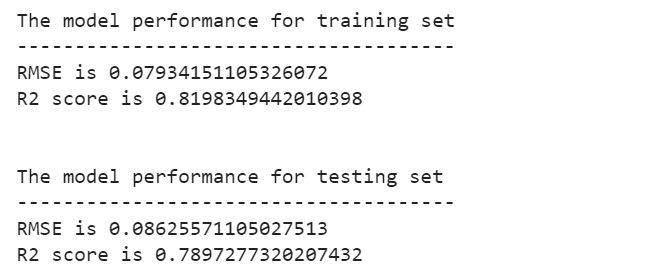 The model performance for training set
--------------------------------------
RMSE is 0.07934151105326072
R2 score is 0.8198349442010398
The model performance for testing set
--------------------------------------
RMSE is 0.08625571105027513
R2 score is 0.7897277320207432